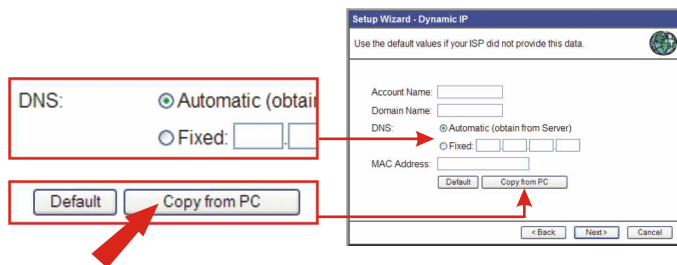 DNS:
Automatic (obtai
Fixed:
Default
Copy from PC
Setup Wizard - Dynamic IP
Use the default values if your ISP did not provide this data.
Account Name:
Domain Name:
DNS:
Automatic (obtain from Server)
Fixed:
MAC Address:
Default
Copy from PC
< Back
Next >
Cancel